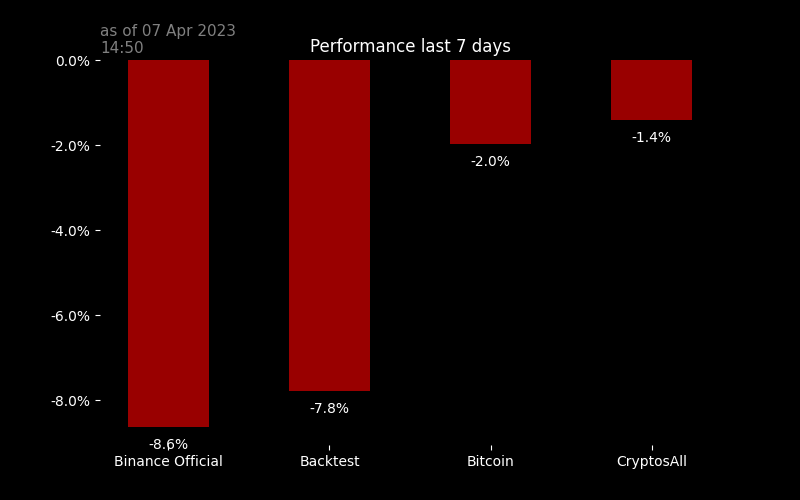 as of 07 Apr 2023
14:50
Performance last 7 days
0.0%
-2.0%
-4.0%
-6.0%
-8.0%
-8.6%
-7.8%
-2.0%
-1.4%
Binance Official
Backtest
Bitcoin
CryptosAll